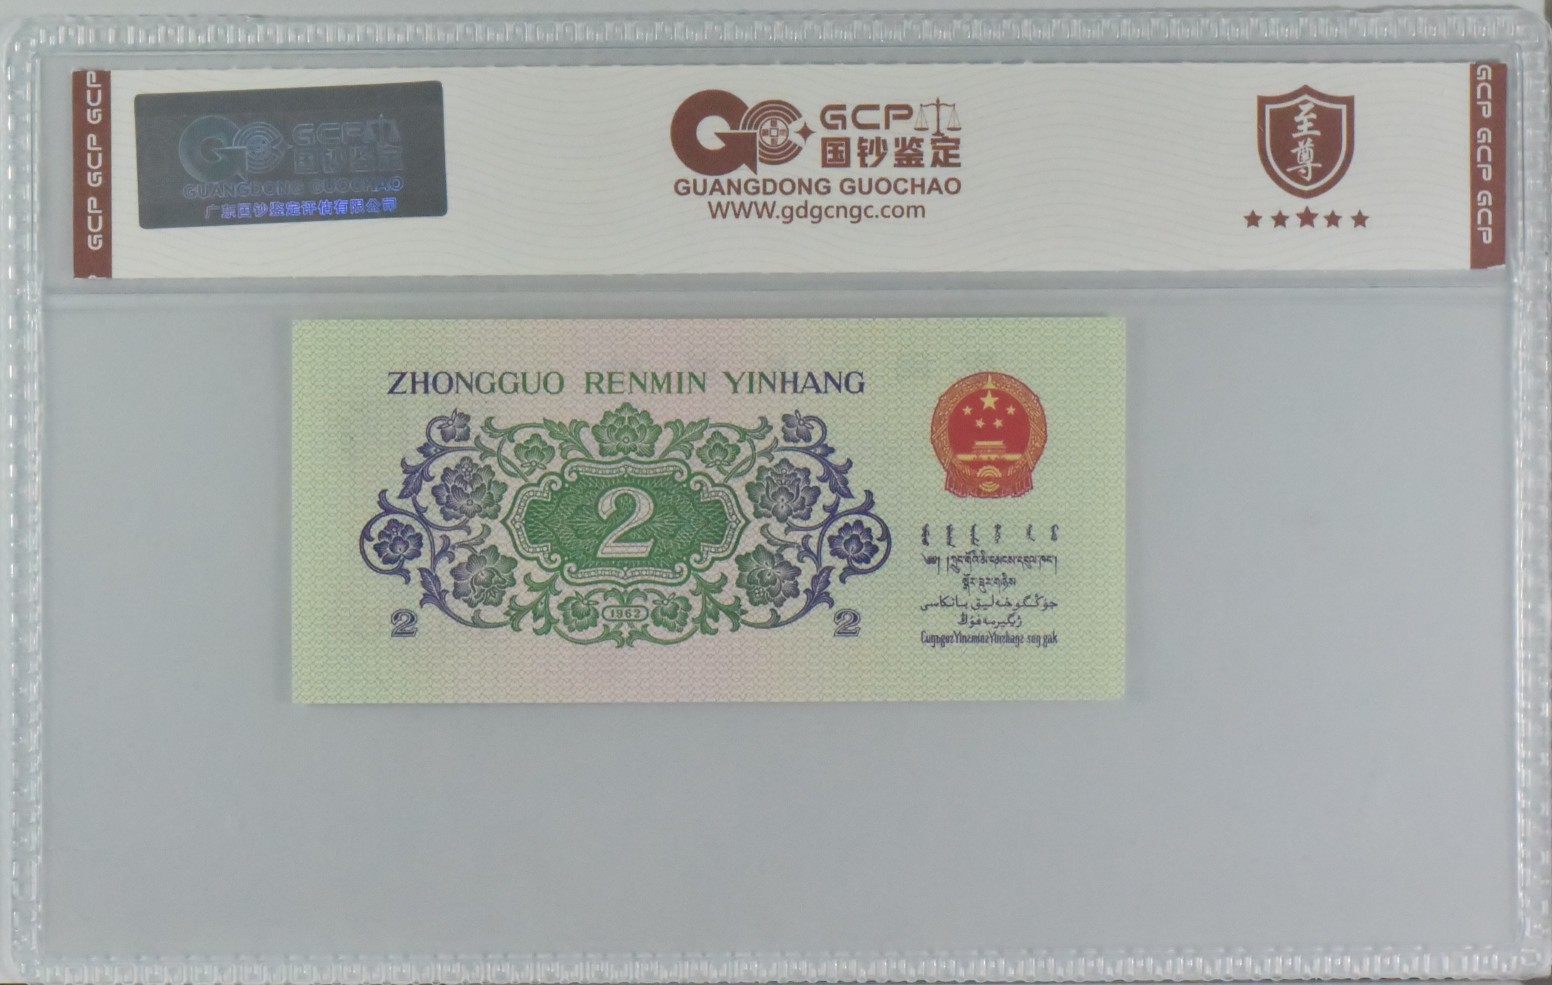 GCP GCP GCP
GCP
国钞鉴定
GUANGDONG GUOCHAO
广东国钞鉴定评估有限公司
GCP
国钞鉴定
GUANGDONG GUOCHAO
WWW.gdgcngc.com
至尊
GCP GCP GCP
ZHONGGUO RENMIN YINHANG
2
1962
2
2
جۇڭگوخەلىق بانكاسى